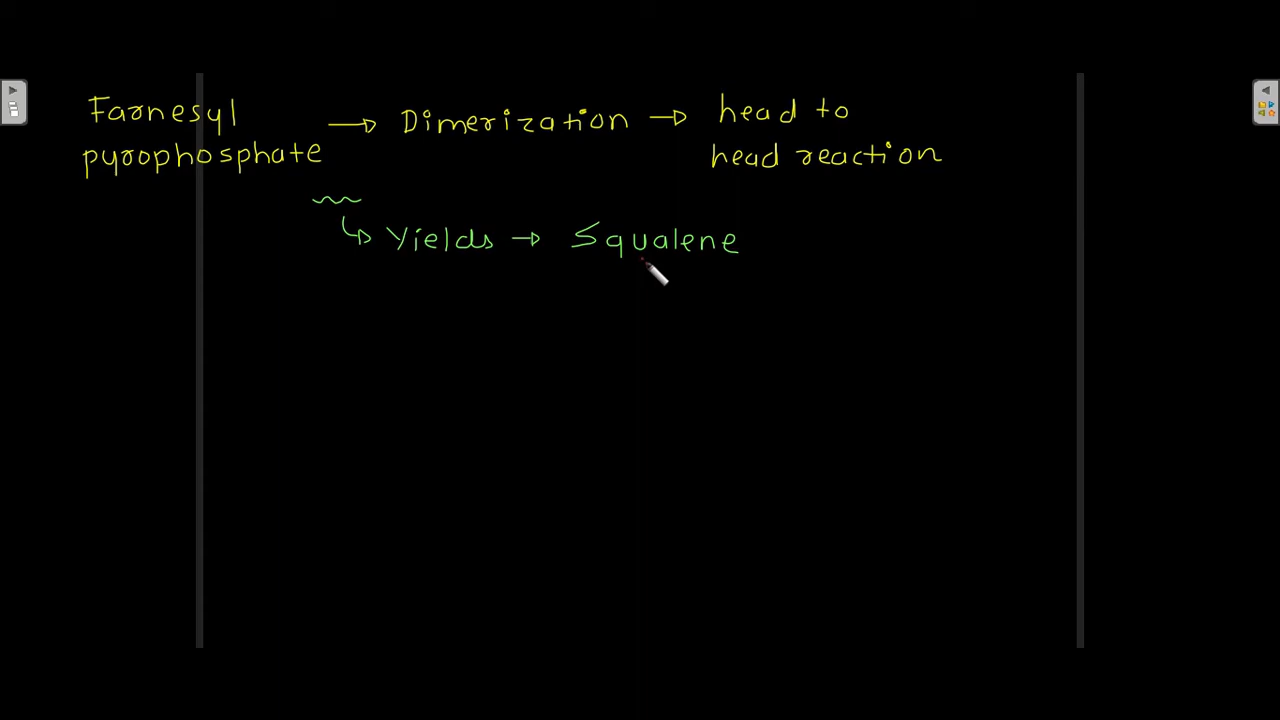 Farnesyl → Dimerization → head to
pyrophosphate head reaction
↳ Yields → Squalene